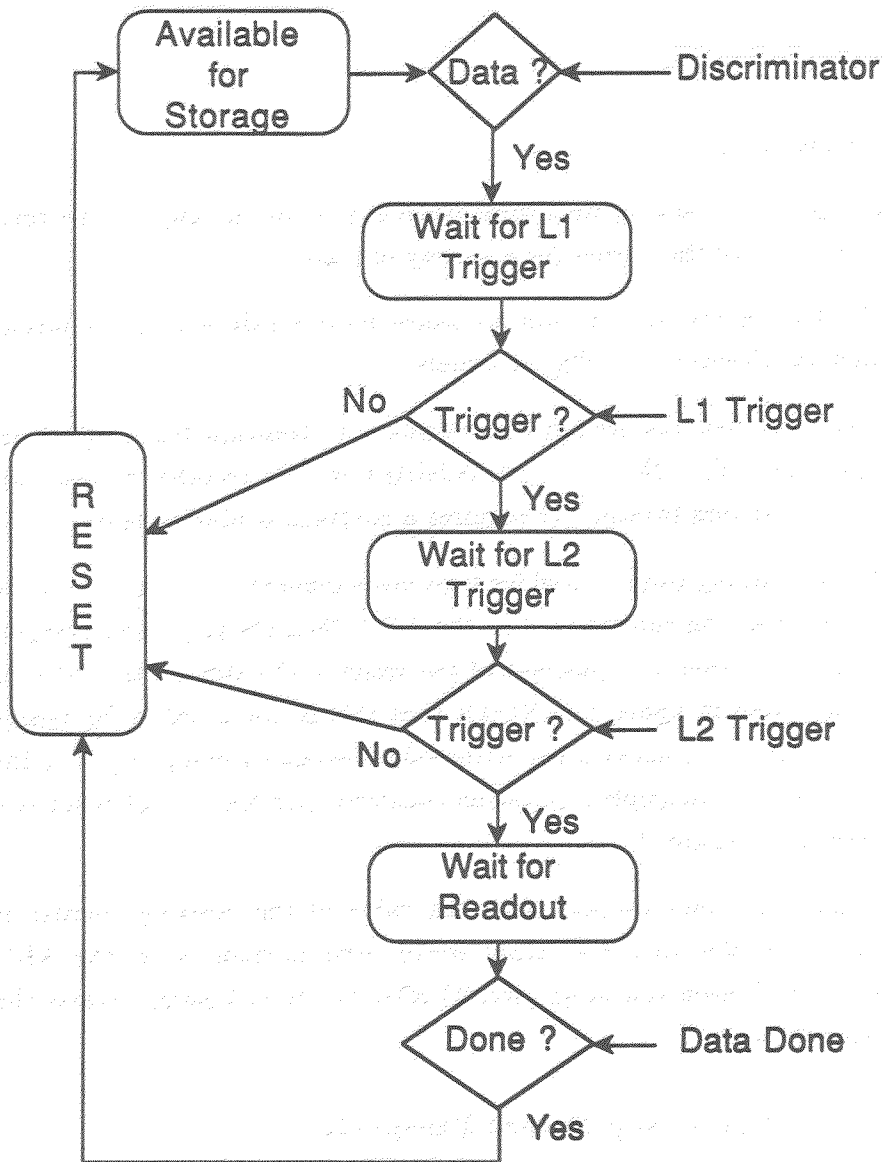 Available
for
Storage
Data ?
Discriminator
Yes
Wait for L1
Trigger
No
Trigger ?
L1 Trigger
Yes
R
E
S
E
T
Wait for L2
Trigger
Trigger ?
L2 Trigger
No
Yes
Wait for
Readout
Done ?
Data Done
Yes